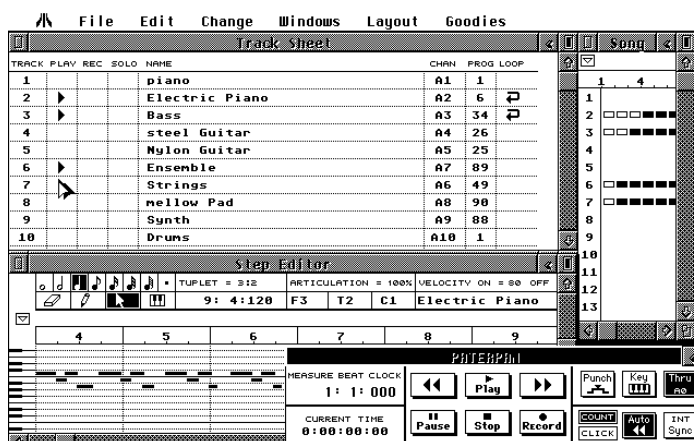 File Edit Change Windows Layout Goodies
Track Sheet
Song
TRACK PLAY REC SOLO NAME CHAN PROG LOOP
1 piano A1 1
2 Electric Piano A2 6
3 Bass A3 34
4 steel Guitar A4 26
5 Nylon Guitar A5 25
6 Ensemble A7 89
7 Strings A6 49
8 mellow Pad A8 90
9 Synth A9 88
10 Drums A10 1
1 4
1
2
3
4
5
6
7
8
9
10
11
12
13
Step Editor
TUPLET = 3:2 ARTICULATION = 100% VELOCITY ON = 80 OFF
9: 4:120 F3 T2 C1 Electric Piano
4 5 6 7 8 9
PATERPAN
MEASURE BEAT CLOCK
1: 1: 000
Play
Punch Key Thru
A0
CURRENT TIME
0:00:00:00
Pause Stop Record
COUNT
CLICK
Auto
INT
Sync